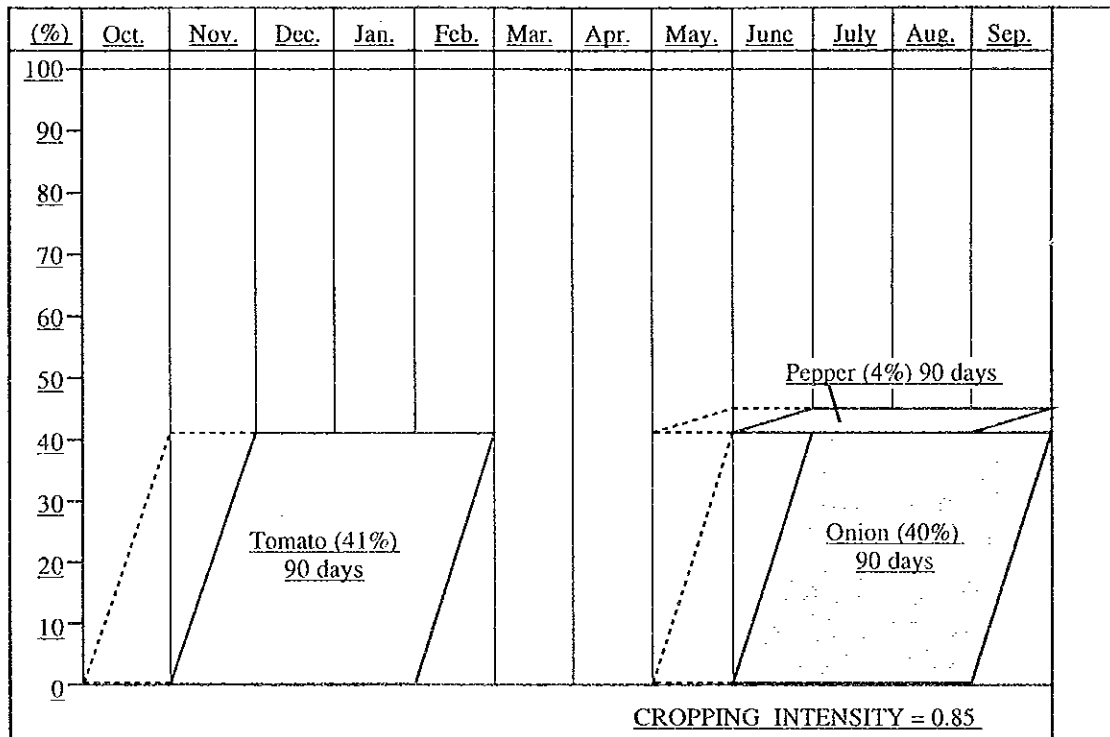 (%) Oct. Nov. Dec. Jan. Feb. Mar. Apr. May. June July Aug. Sep.
100
90
80
70
60
50
Pepper (4%) 90 days
40
30
Tomato (41%)
90 days
Onion (40%)
90 days
20
10
0
CROPPING INTENSITY = 0.85